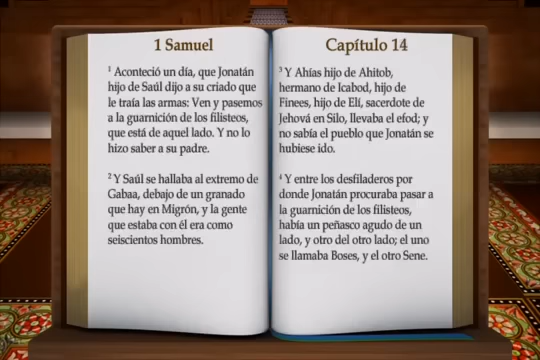 1 Samuel
¹ Aconteció un día, que Jonatán
hijo de Saúl dijo a su criado que
le traía las armas: Ven y pasemos
a la guarnición de los filisteos,
que está de aquel lado. Y no lo
hizo saber a su padre.
² Y Saúl se hallaba al extremo de
Gabaa, debajo de un granado
que hay en Migrón, y la gente
que estaba con él era como
seiscientos hombres.
Capítulo 14
³ Y Ahías hijo de Ahitob,
hermano de Icabod, hijo de
Finees, hijo de Elí, sacerdote de
Jehová en Silo, llevaba el efod; y
no sabía el pueblo que Jonatán se
hubiese ido.
⁴ Y entre los desfiladeros por
donde Jonatán procuraba pasar a
la guarnición de los filisteos,
había un peñasco agudo de un
lado, y otro del otro lado; el uno
se llamaba Boses, y el otro Sene.